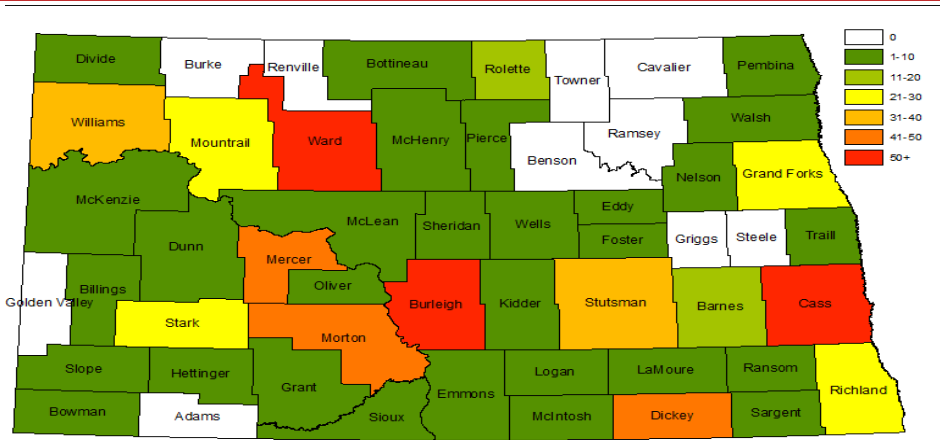 Divide
Burke
Renville
Bottineau
Rolette
Towner
Cavalier
Pembina
Williams
Mountrail
Ward
McHenry
Pierce
Benson
Ramsey
Walsh
Nelson
Grand Forks
McKenzie
Dunn
McLean
Sheridan
Wells
Eddy
Foster
Griggs
Steele
Traill
Golden Valley
Billings
Mercer
Oliver
Burleigh
Kidder
Stutsman
Barnes
Cass
Stark
Morton
Slope
Hettinger
Grant
Emmons
Logan
LaMoure
Ransom
Richland
Bowman
Adams
Sioux
McIntosh
Dickey
Sargent
0
1-10
11-20
21-30
31-40
41-50
50+